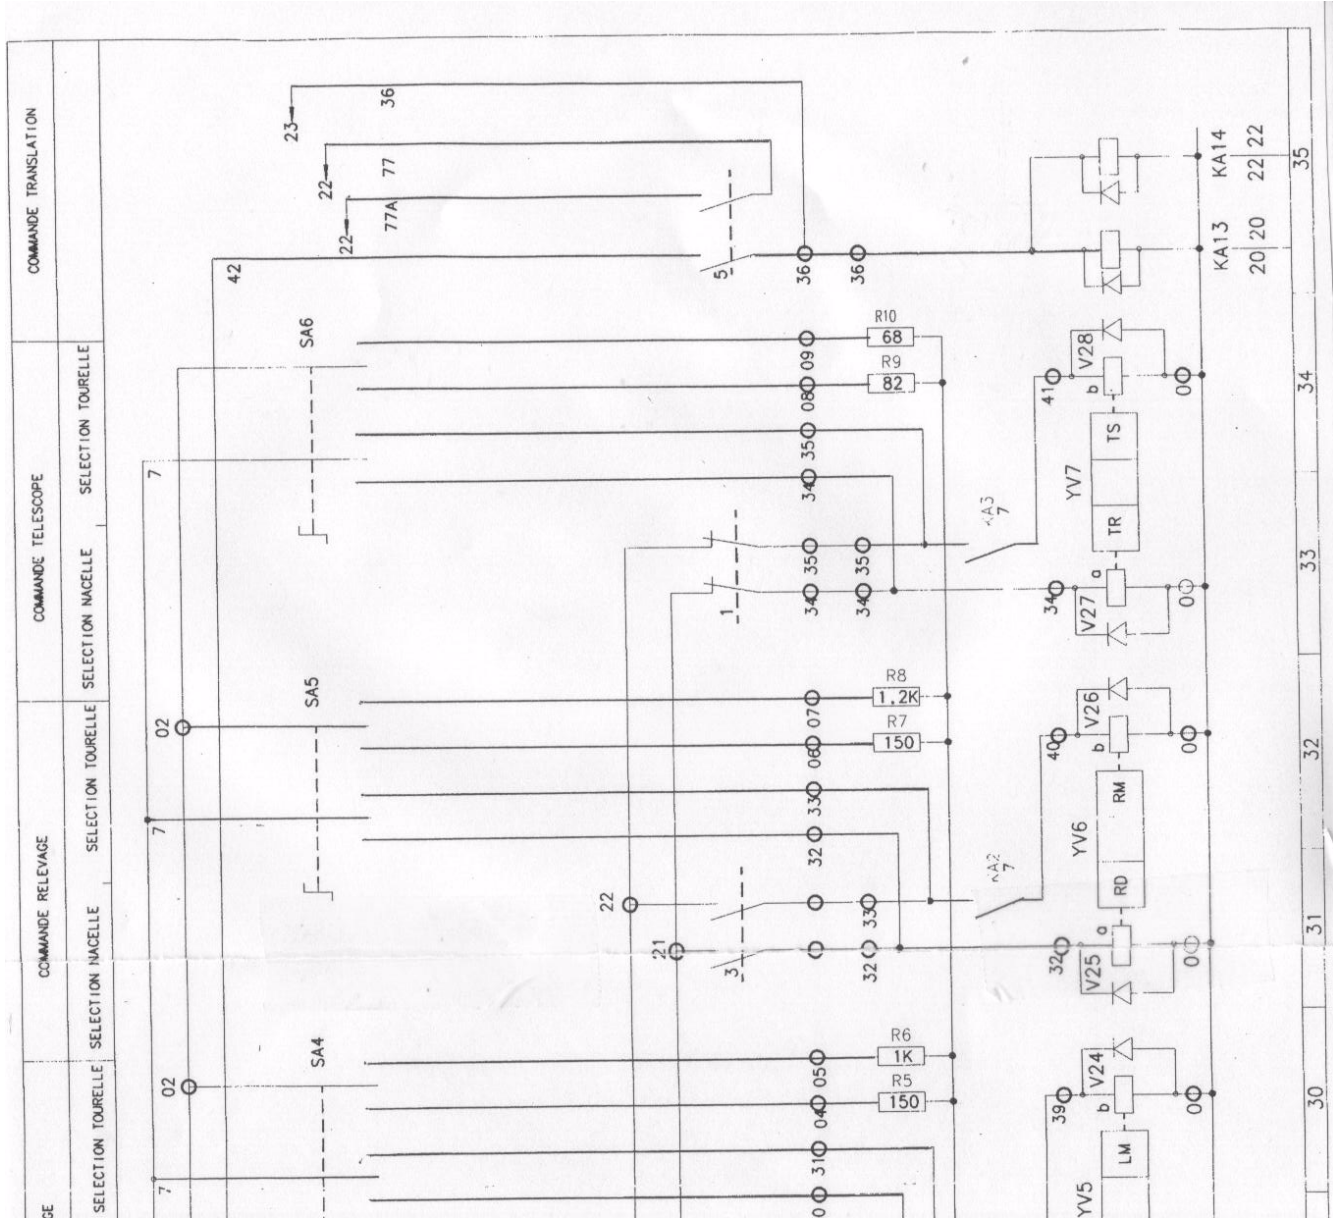 COMMANDE TRANSLATION
COMMANDE TELESCOPE
COMMANDE RELEVAGE
GE
SELECTION TOURELLE
SELECTION NACELLE
SELECTION TOURELLE
SELECTION NACELLE
SELECTION TOURELLE
23
36
22
77
22
77A
42
5
36
36
KA14
22 22
35
KA13
20 20
SA6
7
R10
68
09
R9
82
08
35
34
41
V28
b
0
34
TS
YV7
TR
KA3
7
35
35
1
34
34
34
V27
a
0
33
02
SA5
7
R8
1.2K
07
R7
150
06
33
32
40
V26
b
0
32
RM
YV6
RD
KA2
7
22
33
21
3
32
32
V25
a
0
31
02
SA4
7
R6
1K
05
R5
150
04
31
0
39
V24
b
0
30
LM
YV5